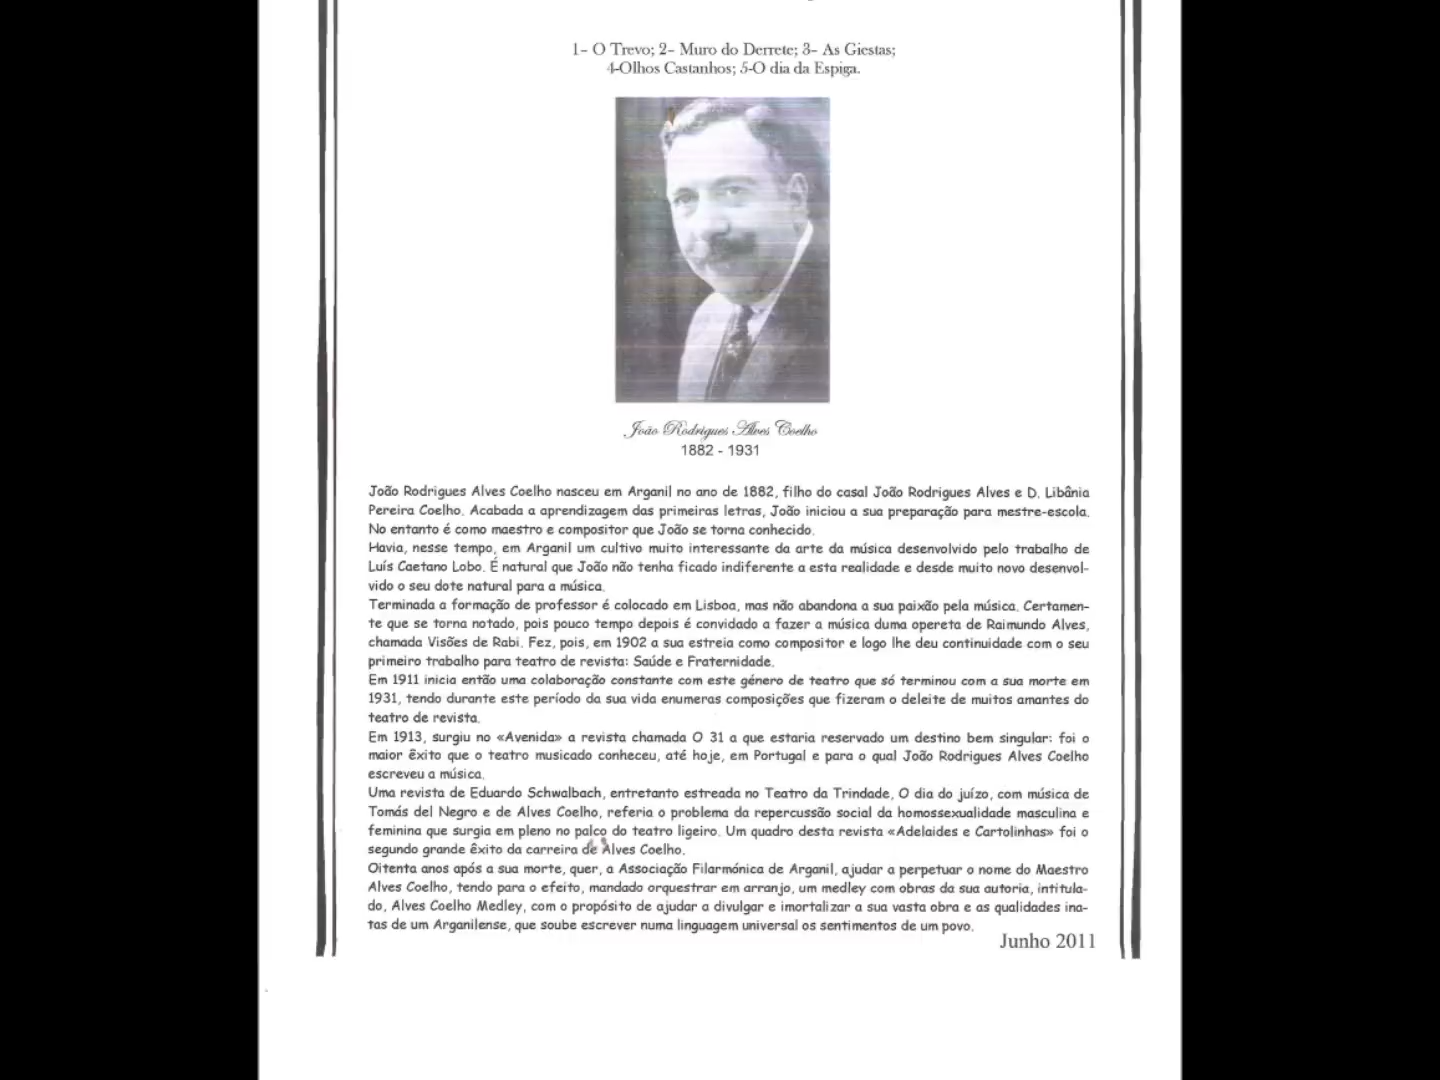 1- O Trevo; 2- Muro do Derrete; 3- As Giestas;
4-Olhos Castanhos; 5-O dia da Espiga.
João Rodrigues Alves Coelho
1882 - 1931
João Rodrigues Alves Coelho nasceu em Arganil no ano de 1882, filho do casal João Rodrigues Alves e D. Libânia
Pereira Coelho. Acabada a aprendizagem das primeiras letras, João iniciou a sua preparação para mestre-escola.
No entanto é como maestro e compositor que João se torna conhecido.
Havia, nesse tempo, em Arganil um cultivo muito interessante da arte da música desenvolvido pelo trabalho de
Luís Caetano Lobo. É natural que João não tenha ficado indiferente a esta realidade e desde muito novo desenvol-
vido o seu dote natural para a música.
Terminada a formação de professor é colocado em Lisboa, mas não abandona a sua paixão pela música. Certamen-
te que se torna notado, pois pouco tempo depois é convidado a fazer a música duma opereta de Raimundo Alves,
chamada Visões de Rabi. Fez, pois, em 1902 a sua estreia como compositor e logo lhe deu continuidade com o seu
primeiro trabalho para teatro de revista: Saúde e Fraternidade.
Em 1911 inicia então uma colaboração constante com este género de teatro que só terminou com a sua morte em
1931, tendo durante este período da sua vida enumeras composições que fizeram o deleite de muitos amantes do
teatro de revista.
Em 1913, surgiu no «Avenida» a revista chamada O 31 a que estaria reservado um destino bem singular: foi o
maior êxito que o teatro musicado conheceu, até hoje, em Portugal e para o qual João Rodrigues Alves Coelho
escreveu a música.
Uma revista de Eduardo Schwalbach, entretanto estreada no Teatro da Trindade, O dia do juízo, com música de
Tomás del Negro e de Alves Coelho, referia o problema da repercussão social da homossexualidade masculina e
feminina que surgia em pleno no palco do teatro ligeiro. Um quadro desta revista «Adelaides e Cartolinhas» foi o
segundo grande êxito da carreira de Alves Coelho.
Oitenta anos após a sua morte, quer, a Associação Filarmónica de Arganil, ajudar a perpetuar o nome do Maestro
Alves Coelho, tendo para o efeito, mandado orquestrar em arranjo, um medley com obras da sua autoria, intitula-
do, Alves Coelho Medley, com o propósito de ajudar a divulgar e imortalizar a sua vasta obra e as qualidades ina-
tas de um Arganilense, que soube escrever numa linguagem universal os sentimentos de um povo.
Junho 2011